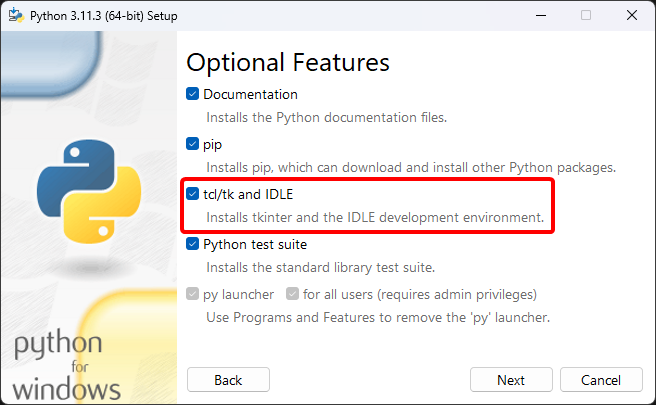 Python 3.11.3 (64-bit) Setup
Optional Features
Documentation
Installs the Python documentation files.
pip
Installs pip, which can download and install other Python packages.
tcl/tk and IDLE
Installs tkinter and the IDLE development environment.
Python test suite
Installs the standard library test suite.
py launcher for all users (requires admin privileges)
Use Programs and Features to remove the 'py' launcher.
python
for
windows
Back Next Cancel